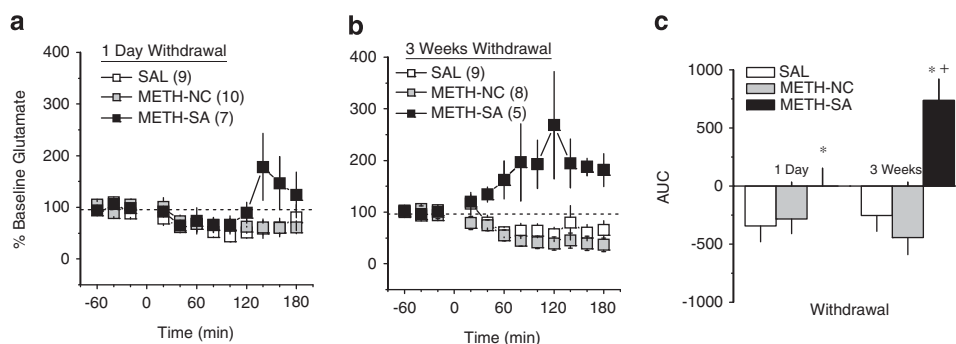 a
1 Day Withdrawal
SAL (9)
METH-NC (10)
METH-SA (7)
% Baseline Glutamate
400
300
200
100
0
-60
0
60
120
180
Time (min)
b
3 Weeks Withdrawal
SAL (9)
METH-NC (8)
METH-SA (5)
400
300
200
100
0
-60
0
60
120
180
Time (min)
c
SAL
METH-NC
METH-SA
AUC
1000
500
0
-500
-1000
1 Day
*
3 Weeks
* +
Withdrawal